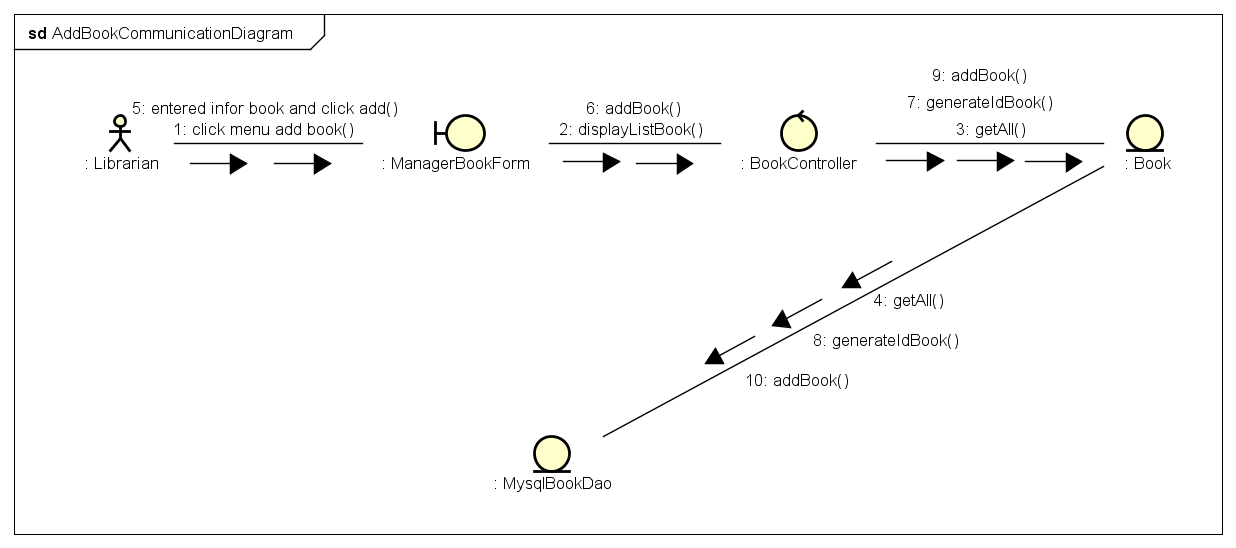 sd AddBookCommunicationDiagram
9: addBook()
5: entered infor book and click add()
6: addBook()
7: generateIdBook()
1: click menu add book()
2: displayListBook()
3: getAll()
: Librarian
: ManagerBookForm
: BookController
: Book
4: getAll()
8: generateIdBook()
10: addBook()
: MysqlBookDao